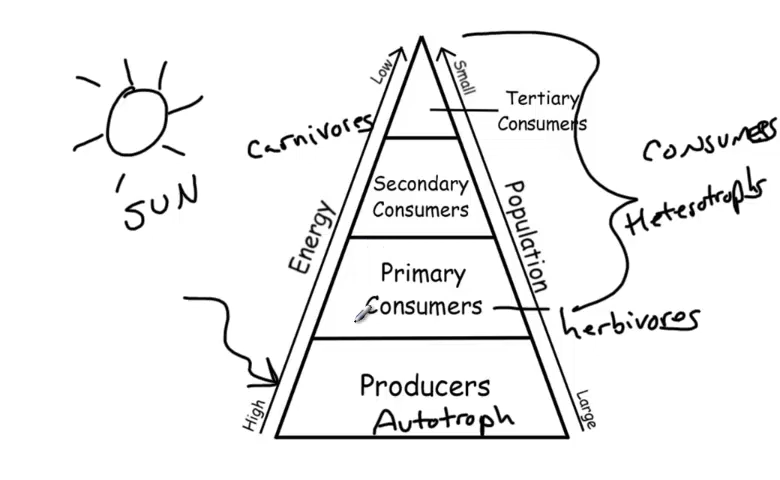 Low
Small
Tertiary
Consumers
Carnivores
Consumers
SUN
Secondary
Consumers
Heterotrophs
Energy
Population
Primary
Consumers
herbivores
Producers
Autotroph
High
Large